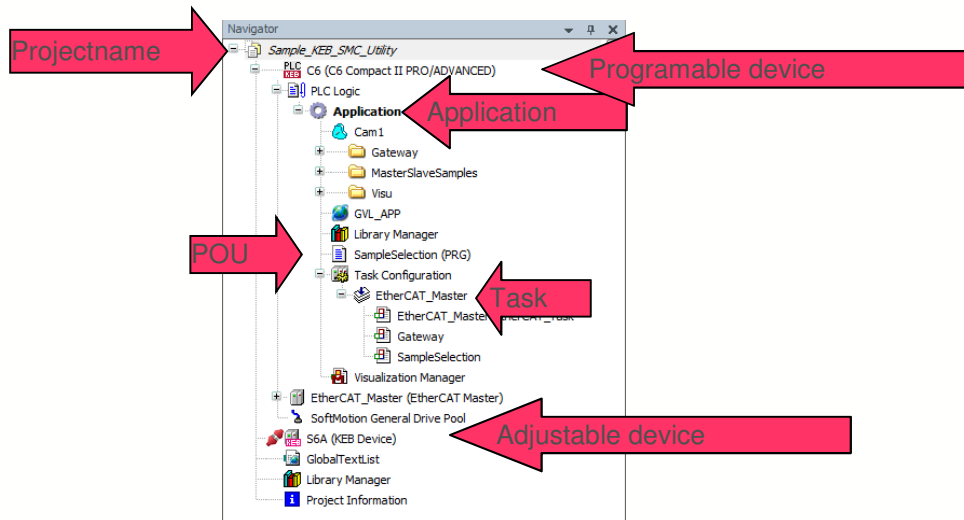 Navigator
Projectname
Sample_KEB_SMC_Utility
PLC
KEB
C6 (C6 Compact II PRO/ADVANCED)
Programable device
PLC Logic
Application
Application
Cam1
Gateway
MasterSlaveSamples
Visu
GVL_APP
Library Manager
POU
SampleSelection (PRG)
Task Configuration
EtherCAT_Master
Task
EtherCAT_Master
Gateway
SampleSelection
Visualization Manager
EtherCAT_Master (EtherCAT Master)
SoftMotion General Drive Pool
KEB
S6A (KEB Device)
Adjustable device
GlobalTextList
Library Manager
Project Information